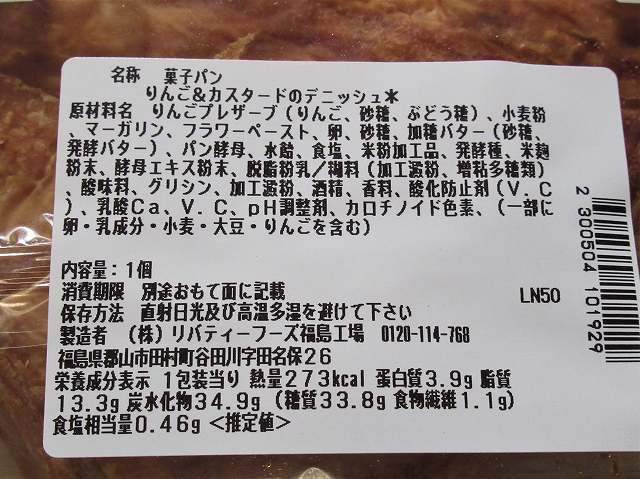 名称　菓子パン
りんご&カスタードのデニッシュ*
原材料名　りんごプレザーブ（りんご、砂糖、ぶどう糖）、小麦粉
、マーガリン、フラワーペースト、卵、砂糖、加糖バター（砂糖、
発酵バター）、パン酵母、水飴、食塩、米粉加工品、発酵種、米麹
粉末、酵母エキス粉末、脱脂粉乳／糊料（加工澱粉、増粘多糖類）
、酸味料、グリシン、加工澱粉、酒精、香料、酸化防止剤（V.C
）、乳酸Ca、V.C、pH調整剤、カロチノイド色素、（一部に
卵・乳成分・小麦・大豆・りんごを含む）
内容量：1個
消費期限　別途おもて面に記載
LN50
保存方法　直射日光及び高温多湿を避けて下さい
製造者　（株）リバティーフーズ福島工場　0120-114-768
福島県郡山市田村町谷田川字田名保26
栄養成分表示　1包装当り　熱量273kcal　蛋白質3.9g　脂質
13.3g　炭水化物34.9g　（糖質33.8g　食物繊維1.1g）
食塩相当量0.46g　<推定値>
2 300504 101929